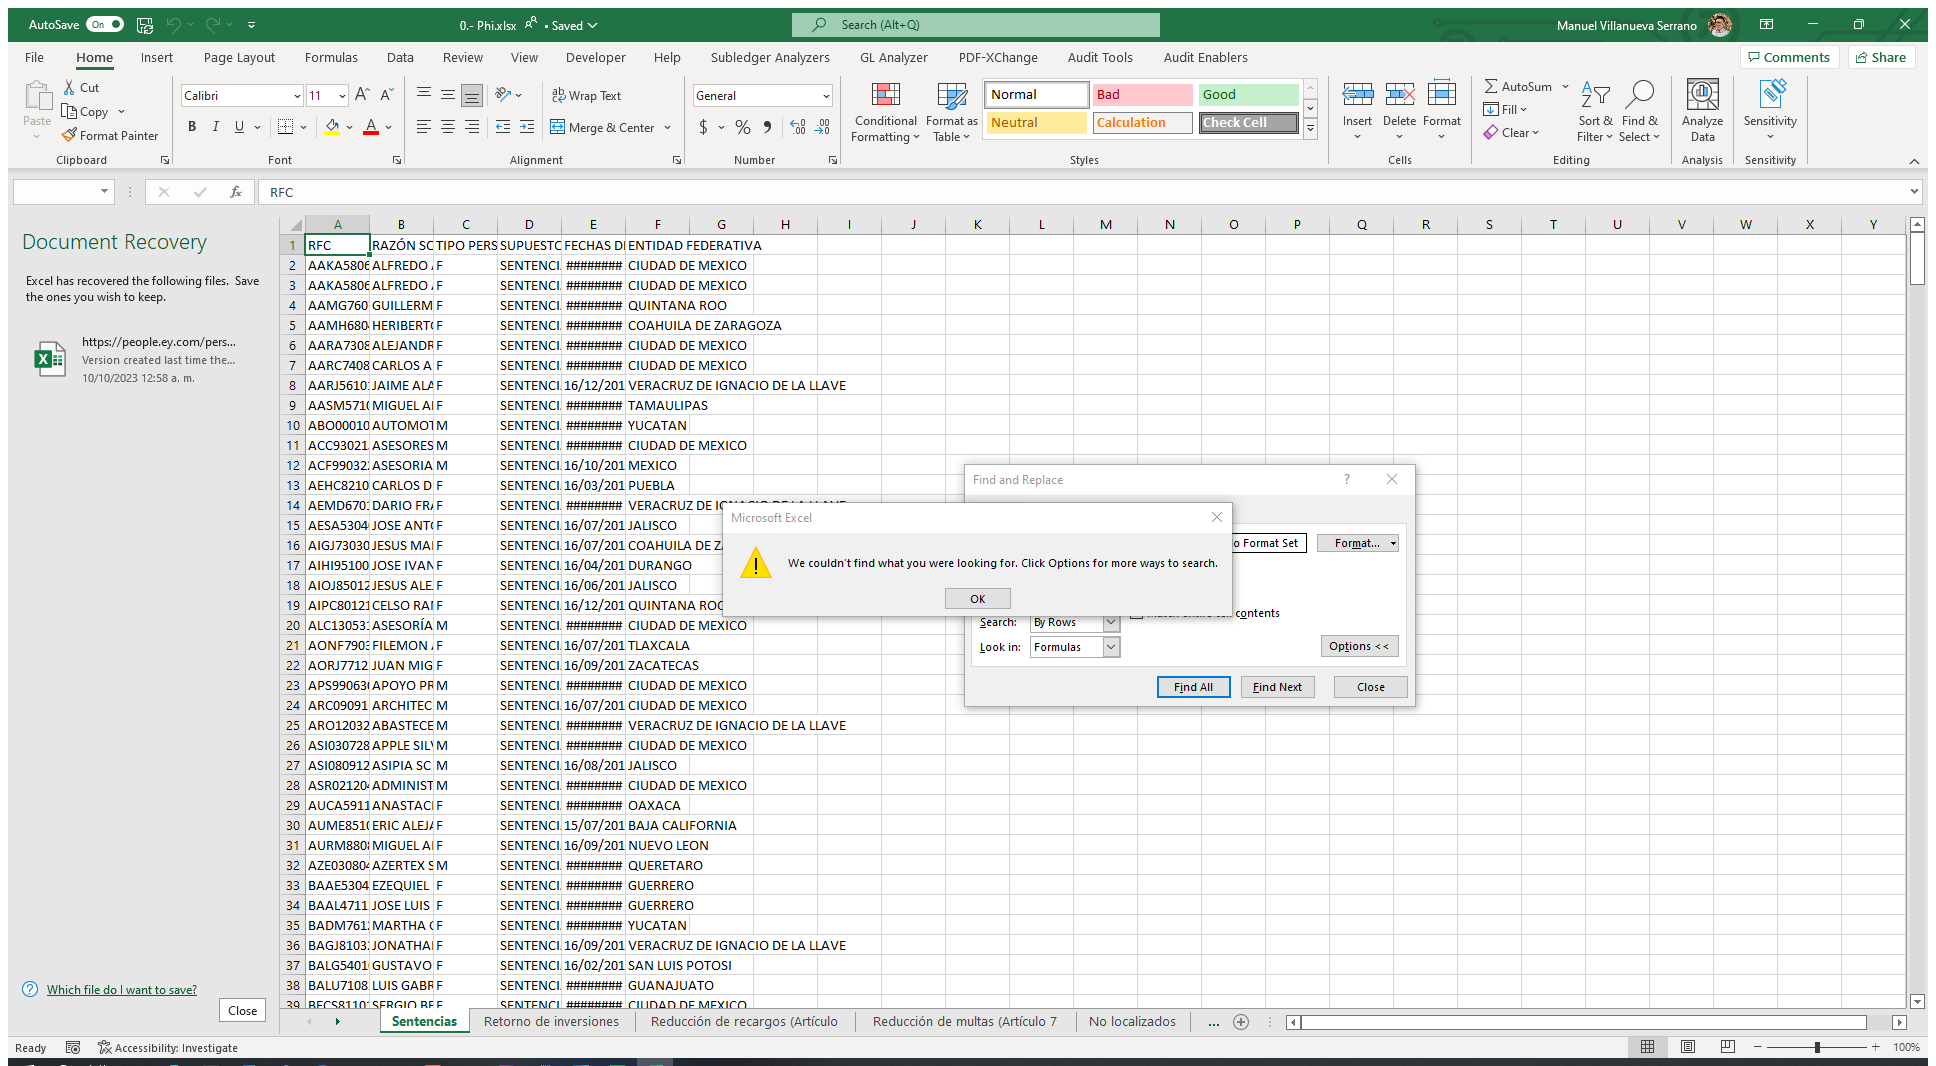 AutoSave On 0.- Phi.xlsx • Saved Search (Alt+Q) Manuel Villanueva Serrano
File Home Insert Page Layout Formulas Data Review View Developer Help Subledger Analyzers GL Analyzer PDF-XChange Audit Tools Audit Enablers Comments Share
Paste Cut Copy Format Painter Clipboard
Calibri 11 B I U Font
Wrap Text Merge & Center Alignment
General $ % Number
Conditional Formatting Format as Table Normal Bad Good Neutral Calculation Check Cell Styles
Insert Delete Format Cells
AutoSum Fill Clear Sort & Filter Find & Select Editing
Analyze Data Analysis
Sensitivity Sensitivity
fx RFC
Document Recovery
Excel has recovered the following files. Save
the ones you wish to keep.
https://people.ey.com/pers...
Version created last time the...
10/10/2023 12:58 a. m.
Which file do I want to save?
Close
A B C D E F G H I J K L M N O P Q R S T U V W X Y
1 RFC RAZÓN SO TIPO PERS SUPUESTO FECHAS DI ENTIDAD FEDERATIVA
2 AAKA5806 ALFREDO F SENTENCI ######## CIUDAD DE MEXICO
3 AAKA5806 ALFREDO F SENTENCI ######## CIUDAD DE MEXICO
4 AAMG760 GUILLERM F SENTENCI ######## QUINTANA ROO
5 AAMH680 HERIBERTO F SENTENCI ######## COAHUILA DE ZARAGOZA
6 AARA7308 ALEJANDR F SENTENCI ######## CIUDAD DE MEXICO
7 AARC7408 CARLOS A F SENTENCI ######## CIUDAD DE MEXICO
8 AARJ5610 JAIME ALA F SENTENCI 16/12/201 VERACRUZ DE IGNACIO DE LA LLAVE
9 AASM5710 MIGUEL A F SENTENCI ######## TAMAULIPAS
10 ABO00010 AUTOMOT M SENTENCI ######## YUCATAN
11 ACC93021 ASESORES M SENTENCI ######## CIUDAD DE MEXICO
12 ACF990322 ASESORIA M SENTENCI 16/10/201 MEXICO
13 AEHC8210 CARLOS D F SENTENCI 16/03/201 PUEBLA
14 AEMD670 DARIO FRA F SENTENCI ######## VERACRUZ DE IGNACIO DE LA LLAVE
15 AESA5304 JOSE ANTO F SENTENCI 16/07/201 JALISCO
16 AIGJ73030 JESUS MA F SENTENCI 16/07/201 COAHUILA DE Z
17 AIHI95100 JOSE IVAN F SENTENCI 16/04/201 DURANGO
18 AIOJ85012 JESUS ALE F SENTENCI 16/06/201 JALISCO
19 AIPC80121 CELSO RA F SENTENCI 16/12/201 QUINTANA ROO
20 ALC13053 ASESORÍA M SENTENCI ######## CIUDAD DE MEXICO
21 AONF7903 FILEMON F SENTENCI 16/07/201 TLAXCALA
22 AORJ7712 JUAN MIG F SENTENCI 16/09/201 ZACATECAS
23 APS990630 APOYO PR M SENTENCI ######## CIUDAD DE MEXICO
24 ARC09091 ARCHITEC M SENTENCI 16/07/201 CIUDAD DE MEXICO
25 ARO12032 ABASTECE M SENTENCI ######## VERACRUZ DE IGNACIO DE LA LLAVE
26 ASI030728 APPLE SIL M SENTENCI ######## CIUDAD DE MEXICO
27 ASI080912 ASIPIA SC M SENTENCI 16/08/201 JALISCO
28 ASR021204 ADMINIST M SENTENCI ######## CIUDAD DE MEXICO
29 AUCA5911 ANASTACI F SENTENCI ######## OAXACA
30 AUME8510 ERIC ALEJA F SENTENCI 15/07/201 BAJA CALIFORNIA
31 AURM8808 MIGUEL A F SENTENCI 16/09/201 NUEVO LEON
32 AZE030804 AZERTEX S M SENTENCI ######## QUERETARO
33 BAAE5304 EZEQUIEL F SENTENCI ######## GUERRERO
34 BAAL4711 JOSE LUIS F SENTENCI ######## GUERRERO
35 BADM761 MARTHA F SENTENCI ######## YUCATAN
36 BAGJ8103 JONATHA F SENTENCI 16/09/201 VERACRUZ DE IGNACIO DE LA LLAVE
37 BALG5401 GUSTAVO F SENTENCI 16/02/201 SAN LUIS POTOSI
38 BALU7108 LUIS GABR F SENTENCI ######## GUANAJUATO
39 BECS8110 SERGIO BE F SENTENCI ######## CIUDAD DE MEXICO
Find and Replace ?
o Format Set Format...
contents
Search: By Rows
Look in: Formulas Options <<
Find All Find Next Close
Microsoft Excel
We couldn't find what you were looking for. Click Options for more ways to search.
OK
Sentencias Retorno de inversiones Reducción de recargos (Artículo Reducción de multas (Artículo 7 No localizados ...
Ready Accessibility: Investigate 100%